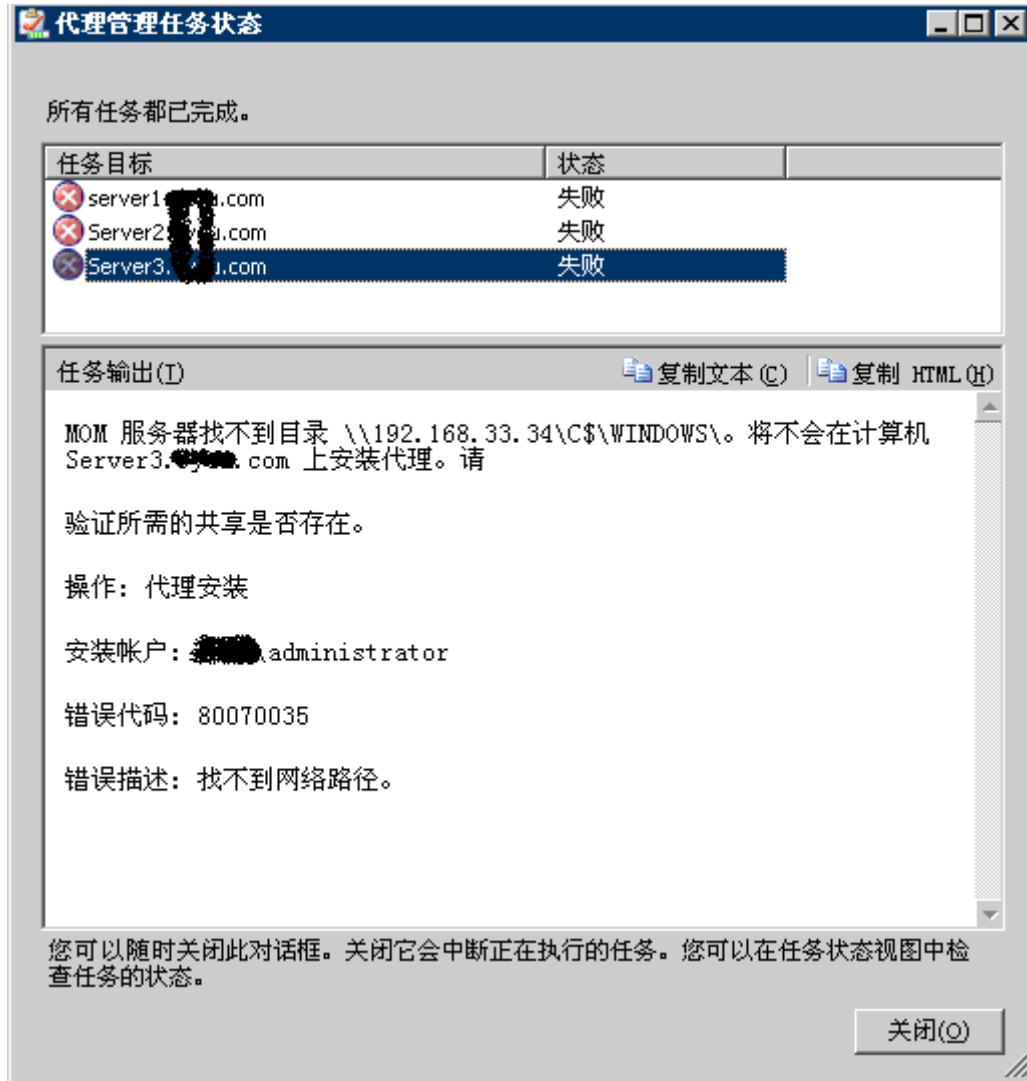 代理管理任务状态
所有任务都已完成。
任务目标 状态
server1 .com 失败
Server2 .com 失败
Server3. .com 失败
任务输出(T) 复制文本(C) 复制 HTML(H)
MOM 服务器找不到目录 \\192.168.33.34\C$\WINDOWS\。将不会在计算机
Server3. .com 上安装代理。请
验证所需的共享是否存在。
操作: 代理安装
安装帐户: \administrator
错误代码: 80070035
错误描述: 找不到网络路径。
您可以随时关闭此对话框。关闭它会中断正在执行的任务。您可以在任务状态视图中检
查任务的状态。
关闭(O)